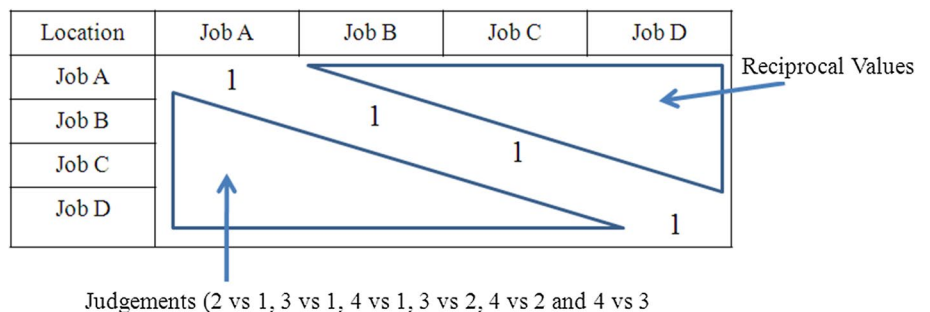 Location Job A Job B Job C Job D
Job A 1
Reciprocal Values
Job B 1
Job C 1
Job D 1
Judgements (2 vs 1, 3 vs 1, 4 vs 1, 3 vs 2, 4 vs 2 and 4 vs 3